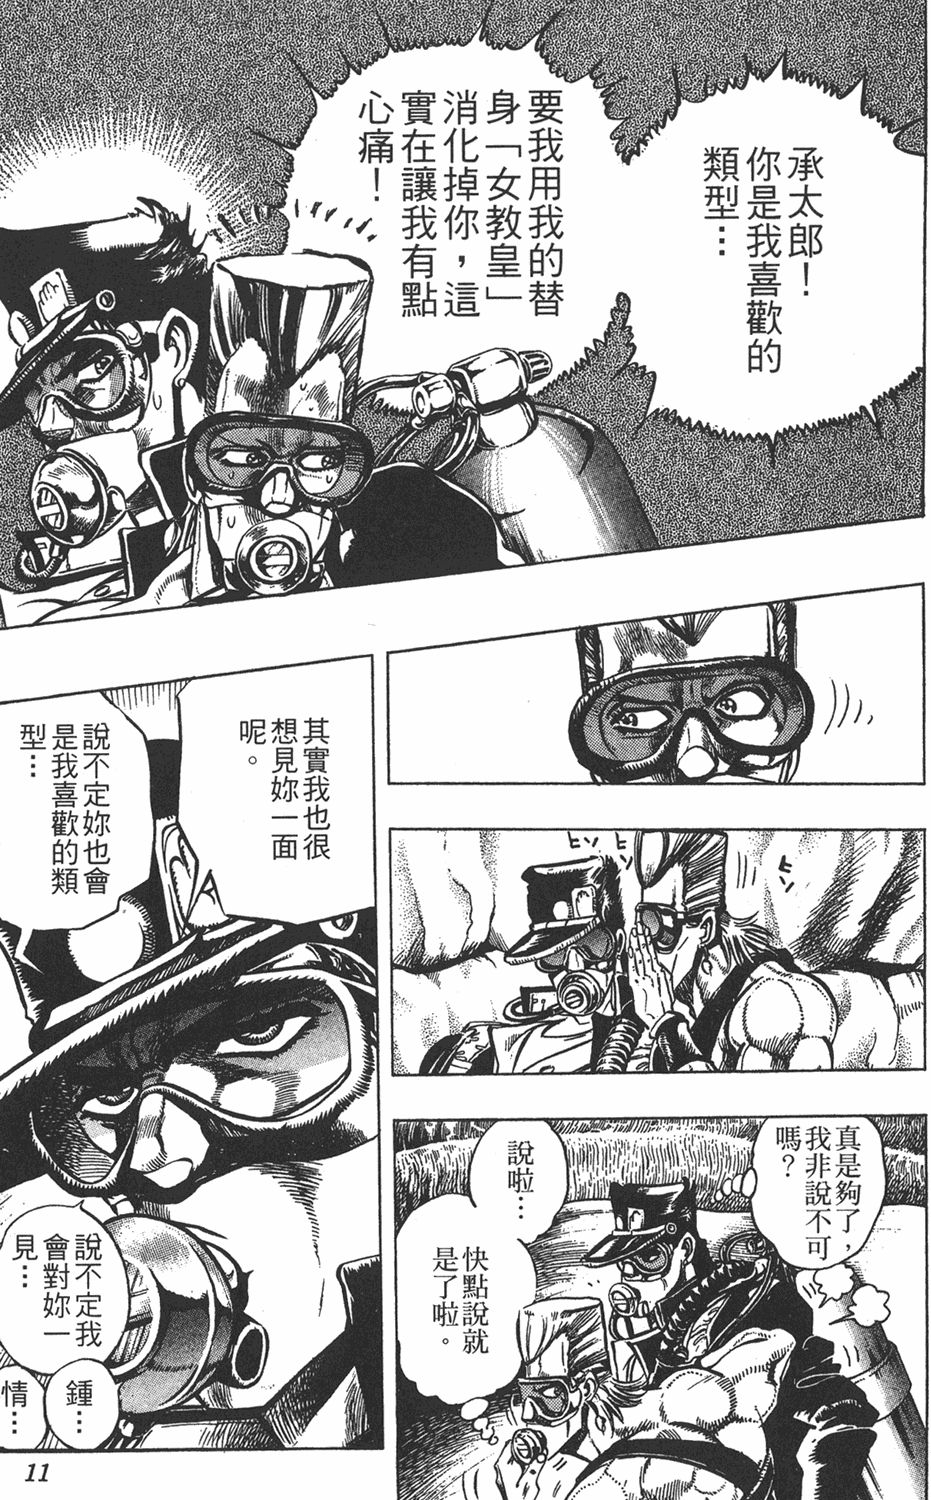 承太郎！
你是我喜歡的
類型…
要我用我的替
身「女教皇」
消化掉你，這
實在讓我有點
心痛！
ヒソ
ヒソ
真是夠了，
我非說不可
嗎？
說啦…
快點說就
是了啦。
其實我也很
想見妳一面
呢。
說不定妳也會
是我喜歡的類
型…
說不定我
會對妳一
見…
鍾…
情…
11